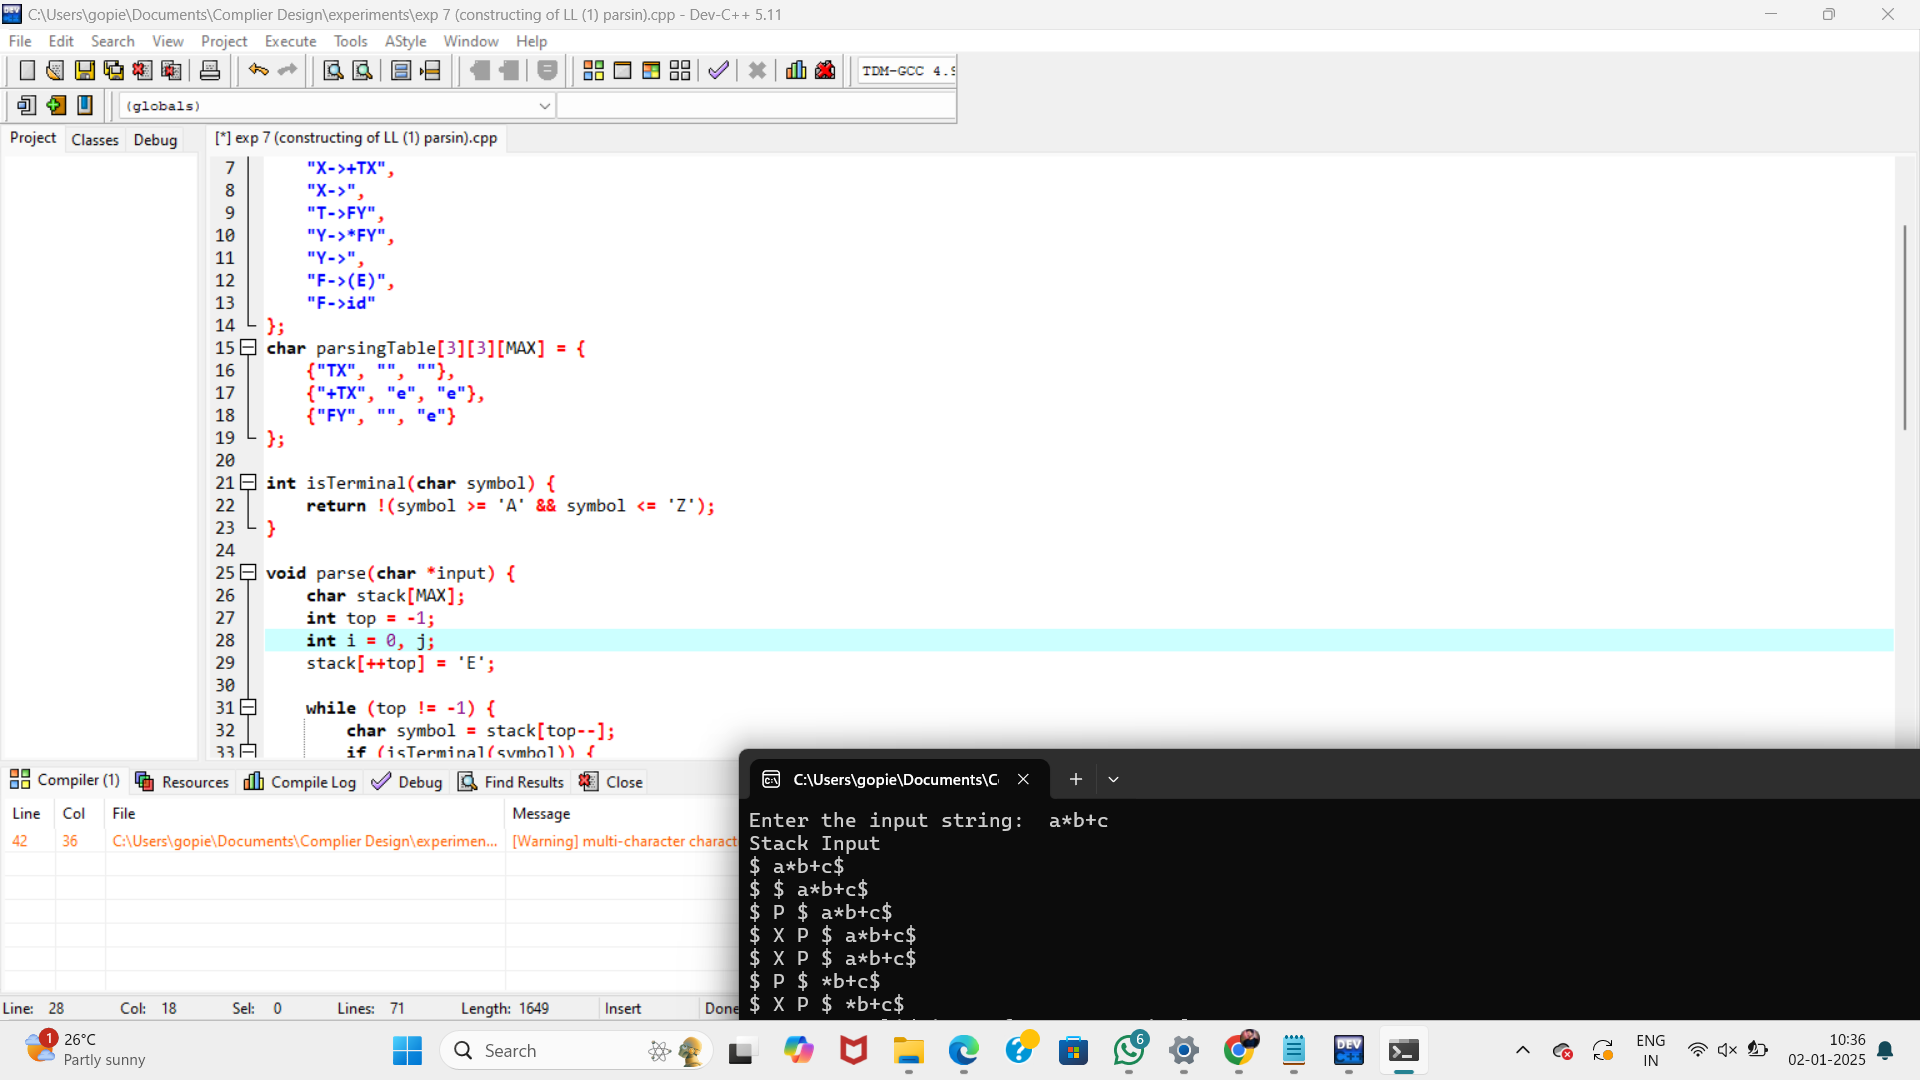 C:\Users\gopie\Documents\Complier Design\experiments\exp 7 (constructing of LL (1) parsin).cpp - Dev-C++ 5.11
File Edit Search View Project Execute Tools AStyle Window Help
TDM-GCC 4.9
(globals)
Project Classes Debug
[*] exp 7 (constructing of LL (1) parsin).cpp
7 "X->+TX",
8 "X->",
9 "T->FY",
10 "Y->*FY",
11 "Y->",
12 "F->(E)",
13 "F->id"
14 };
15 char parsingTable[3][3][MAX] = {
16 {"TX", "", ""},
17 {"+TX", "e", "e"},
18 {"FY", "", "e"}
19 };
20
21 int isTerminal(char symbol) {
22 return !(symbol >= 'A' && symbol <= 'Z');
23 }
24
25 void parse(char *input) {
26 char stack[MAX];
27 int top = -1;
28 int i = 0, j;
29 stack[++top] = 'E';
30
31 while (top != -1) {
32 char symbol = stack[top--];
33 if (isTerminal(symbol)) {
Compiler (1) Resources Compile Log Debug Find Results Close
Line Col File Message
42 36 C:\Users\gopie\Documents\Complier Design\experimen... [Warning] multi-character charact
C:\Users\gopie\Documents\C
Enter the input string: a*b+c
Stack Input
$ a*b+c$
$ $ a*b+c$
$ P $ a*b+c$
$ X P $ a*b+c$
$ X P $ a*b+c$
$ P $ *b+c$
$ X P $ *b+c$
Line: 28 Col: 18 Sel: 0 Lines: 71 Length: 1649 Insert Done
1
26°C
Partly sunny
Search
6
DEV
ENG
IN
10:36
02-01-2025